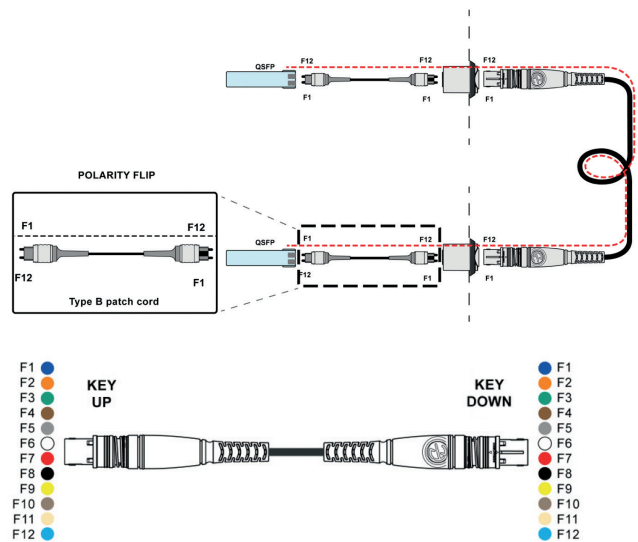 QSFP F12 F12 F12
F1 F1 F1
POLARITY FLIP
F1 F12
F12 F1
Type B patch cord
QSFP F1 F12 F12
F12 F1 F1
KEY UP
KEY DOWN
F1 F1
F2 F2
F3 F3
F4 F4
F5 F5
F6 F6
F7 F7
F8 F8
F9 F9
F10 F10
F11 F11
F12 F12